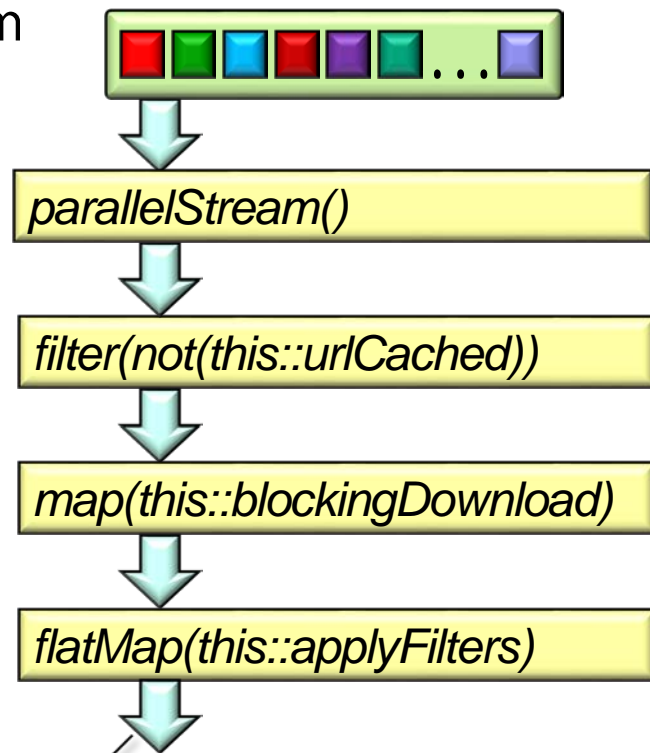 m
...
parallelStream()
filter(not(this::urlCached))
map(this::blockingDownload)
flatMap(this::applyFilters)